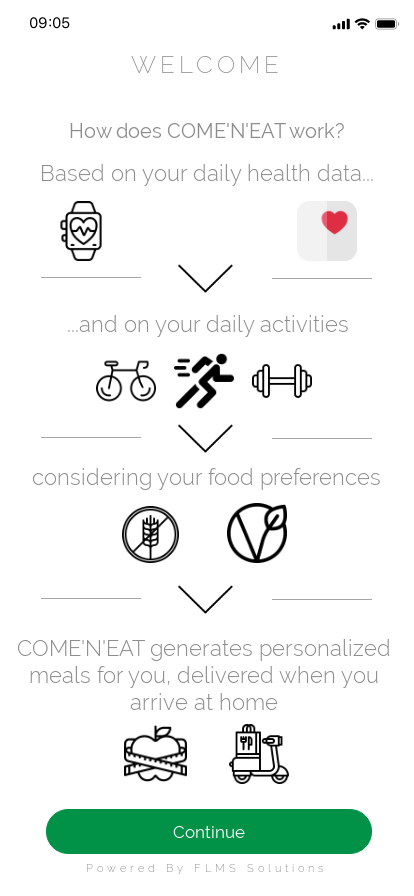 09:05
WELCOME
How does COME'N'EAT work?
Based on your daily health data...
...and on your daily activities
considering your food preferences
COME'N'EAT generates personalized
meals for you, delivered when you
arrive at home
Continue
Powered By FLMS Solutions